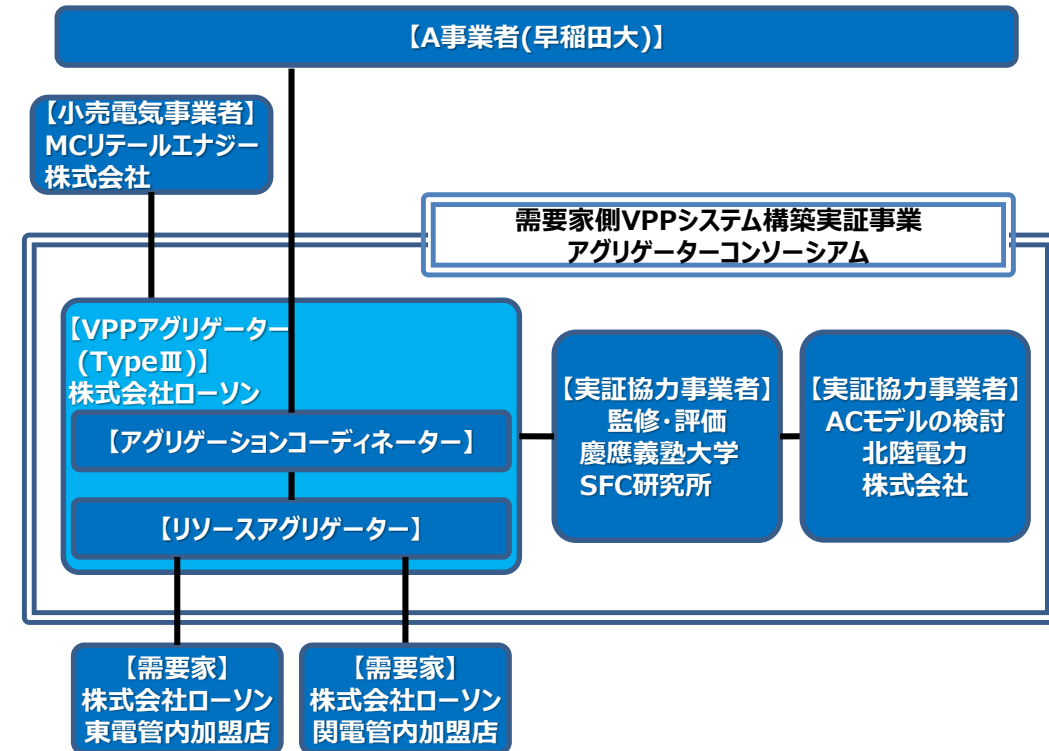 【A事業者(早稲田大)】
【小売電気事業者】
MCリテールエナジー
株式会社
需要家側VPPシステム構築実証事業
アグリゲーターコンソーシアム
【VPPアグリゲーター
(TypeⅢ)】
株式会社ローソン
【アグリゲーションコーディネーター】
【リソースアグリゲーター】
【実証協力事業者】
監修・評価
慶應義塾大学
SFC研究所
【実証協力事業者】
ACモデルの検討
北陸電力
株式会社
【需要家】
株式会社ローソン
東電管内加盟店
【需要家】
株式会社ローソン
関電管内加盟店